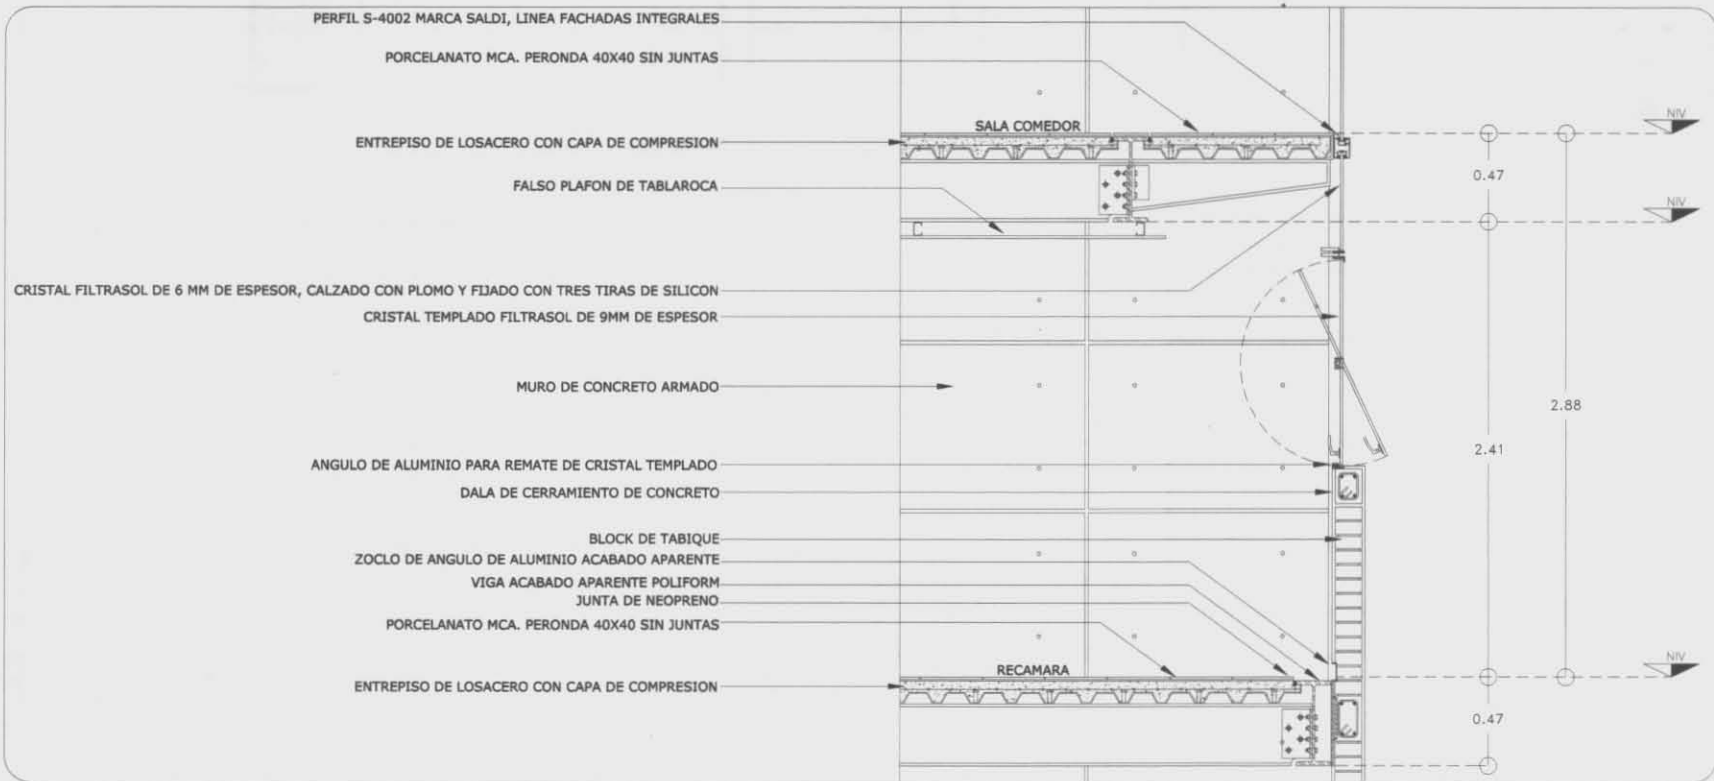 PERFIL S-4002 MARCA SALDI, LINEA FACHADAS INTEGRALES
PORCELANATO MCA. PERONDA 40X40 SIN JUNTAS
SALA COMEDOR
NIV
ENTREPISO DE LOSACERO CON CAPA DE COMPRESION
0.47
FALSO PLAFON DE TABLAROCA
NIV
CRISTAL FILTRASOL DE 6 MM DE ESPESOR, CALZADO CON PLOMO Y FIJADO CON TRES TIRAS DE SILICON
CRISTAL TEMPLADO FILTRASOL DE 9MM DE ESPESOR
MURO DE CONCRETO ARMADO
2.88
2.41
ANGULO DE ALUMINIO PARA REMATE DE CRISTAL TEMPLADO
DALA DE CERRAMIENTO DE CONCRETO
BLOCK DE TABIQUE
ZOCLO DE ANGULO DE ALUMINIO ACABADO APARENTE
VIGA ACABADO APARENTE POLIFORM
JUNTA DE NEOPRENO
PORCELANATO MCA. PERONDA 40X40 SIN JUNTAS
NIV
RECAMARA
ENTREPISO DE LOSACERO CON CAPA DE COMPRESION
0.47